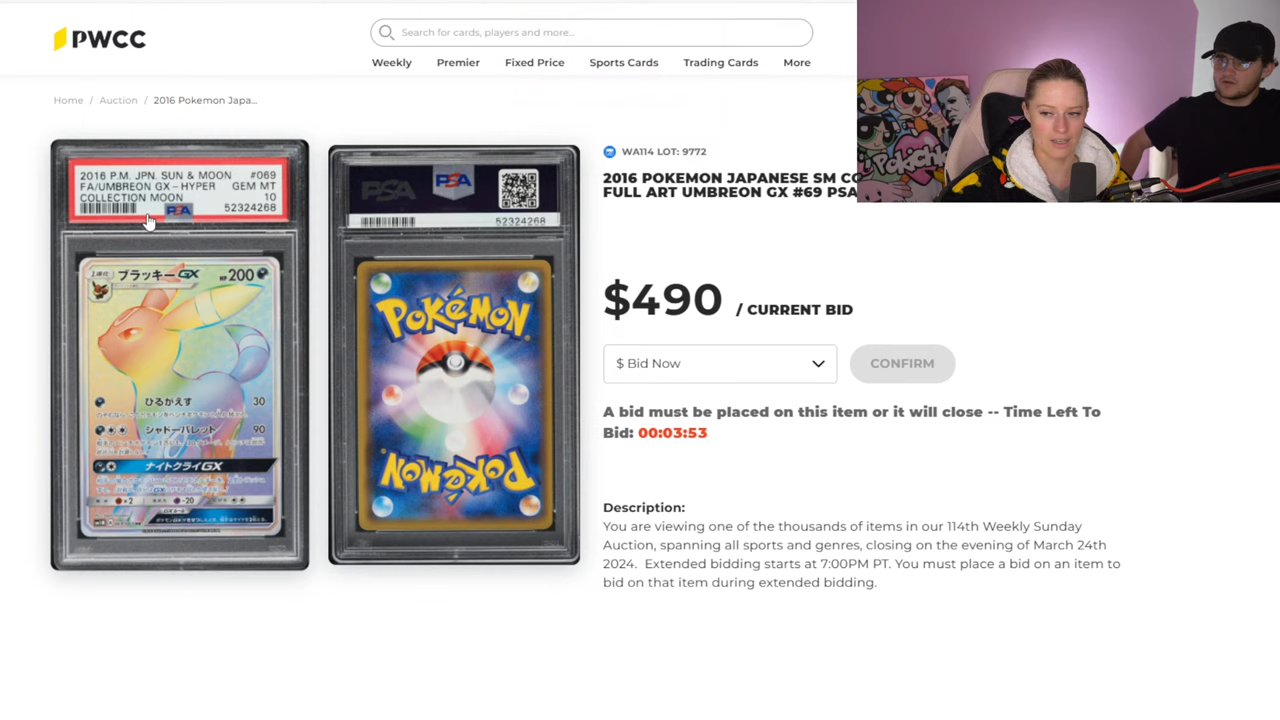 PWCC
Search for cards, players and more...
Weekly
Premier
Fixed Price
Sports Cards
Trading Cards
More
Home / Auction / 2016 Pokemon Japa...
2016 P.M. JPN. SUN & MOON #069
FA/UMBREON GX-HYPER GEM MT
COLLECTION MOON 10
PSA 52324268
1進化 ブラッキーGX HP200
ひるがえす 30
シャドーバレット 90
ナイトクライGX
×2
-20
PSA
PSA
52324268
POKéMON
POKéMON
WA114 LOT: 9772
2016 POKEMON JAPANESE SM CO
FULL ART UMBREON GX #69 PSA
$490 / CURRENT BID
$ Bid Now
CONFIRM
A bid must be placed on this item or it will close -- Time Left To
Bid: 00:03:53
Description:
You are viewing one of the thousands of items in our 114th Weekly Sunday
Auction, spanning all sports and genres, closing on the evening of March 24th
2024. Extended bidding starts at 7:00PM PT. You must place a bid on an item to
bid on that item during extended bidding.